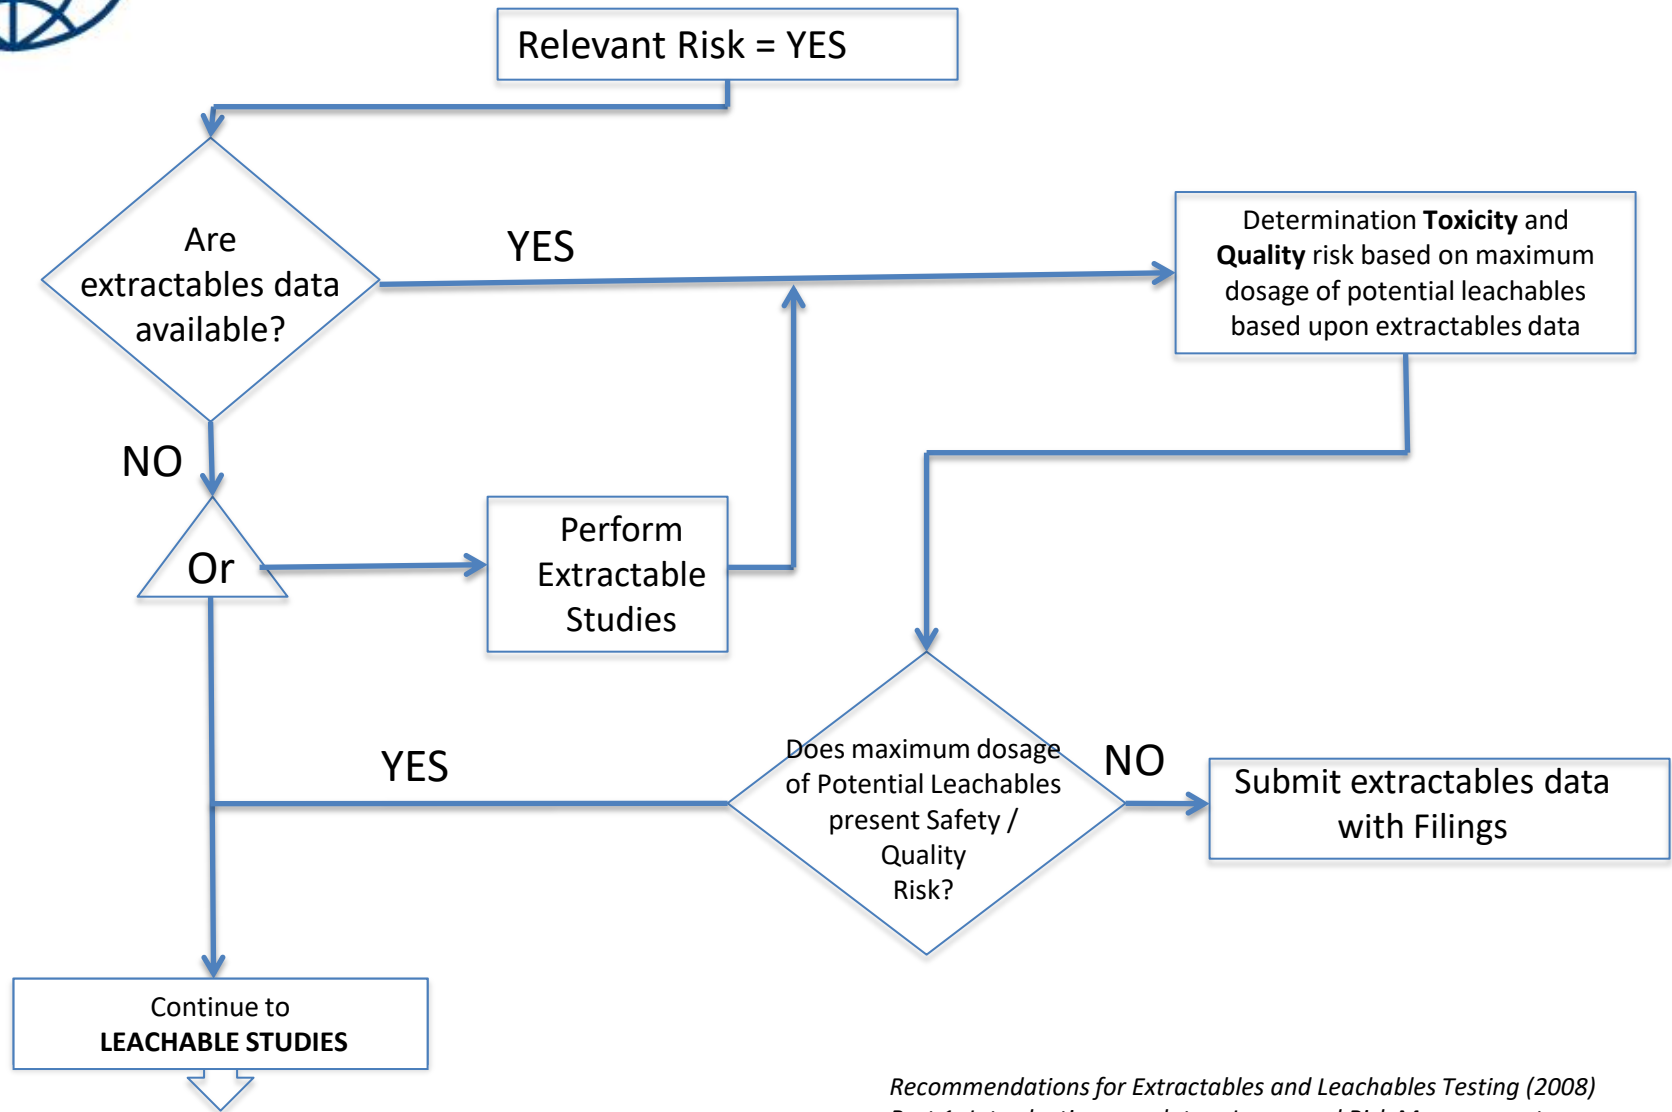 Relevant Risk = YES
Are
extractables data
available?
YES
Determination Toxicity and
Quality risk based on maximum
dosage of potential leachables
based upon extractables data
NO
Or
Perform
Extractable
Studies
YES
Does maximum dosage
of Potential Leachables
present Safety /
Quality
Risk?
NO
Submit extractables data
with Filings
Continue to
LEACHABLE STUDIES
Recommendations for Extractables and Leachables Testing (2008)